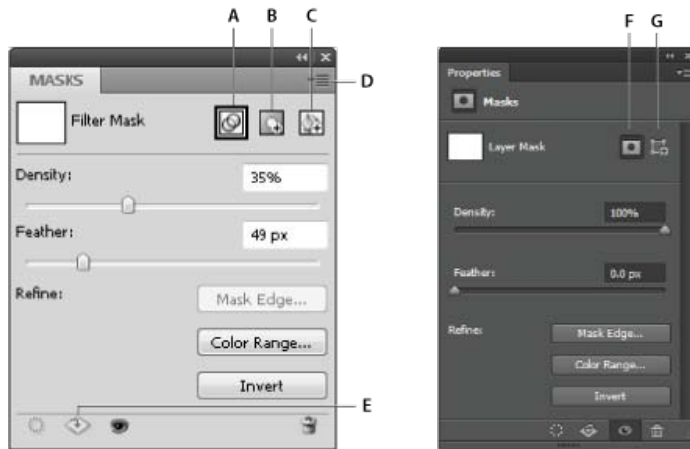 A
B
C
MASKS
D
Filter Mask
Density:
35%
Feather:
49 px
Refine:
Mask Edge...
Color Range...
Invert
E
F
G
Properties
Masks
Layer Mask
Density:
100%
Feather:
0.0 px
Refine:
Mask Edge...
Color Range...
Invert